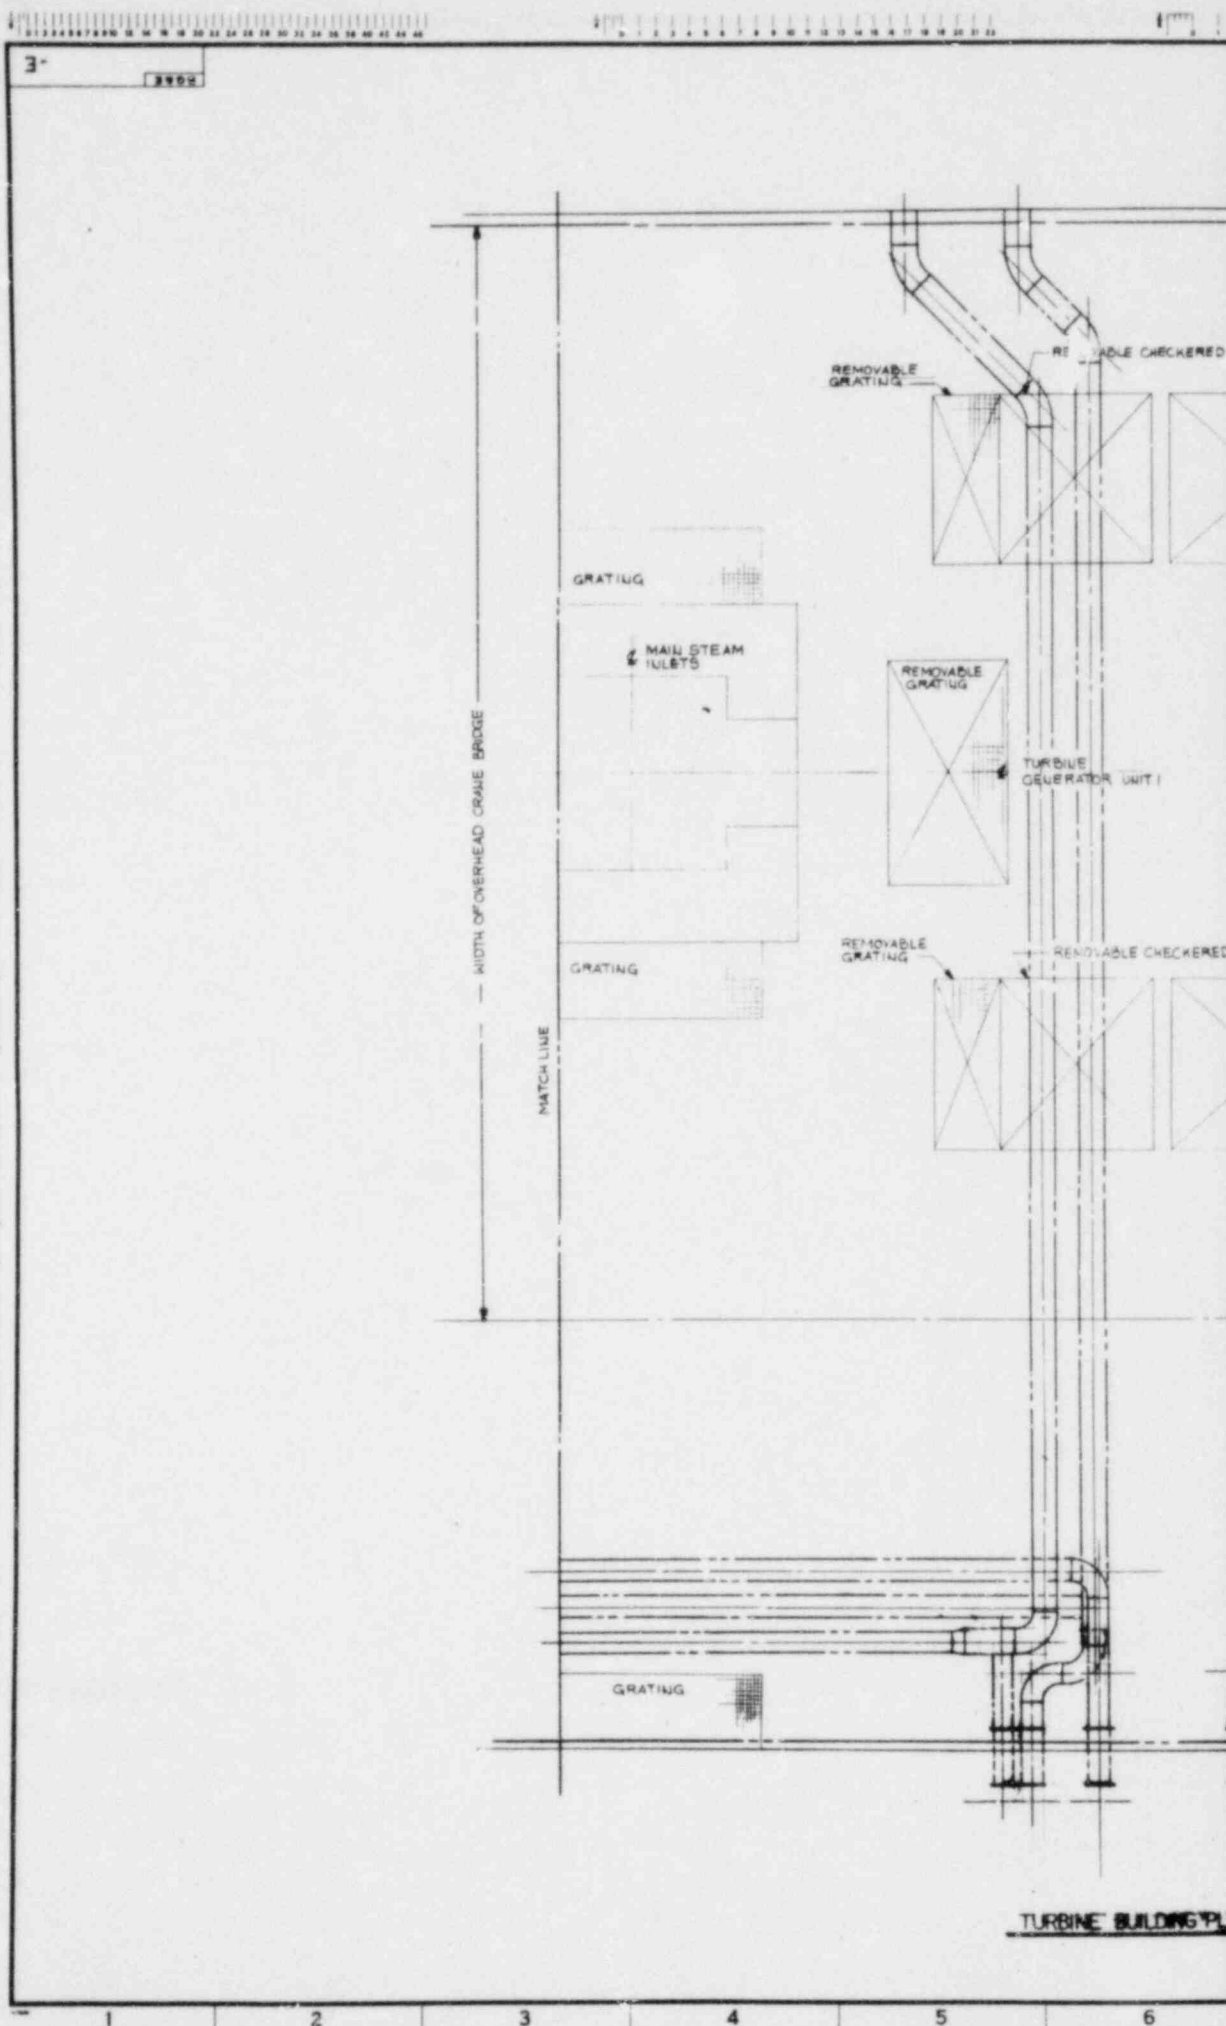 3-
REMOVABLE
GRATING
CHECKERED
GRATING
MAIN STEAM
INLETS
REMOVABLE
GRATING
WIDTH OF OVERHEAD CRANE BRIDGE
TURBINE
GENERATOR UNIT 1
REMOVABLE
GRATING
REMOVABLE CHECKERED
GRATING
MATCH LINE
GRATING
TURBINE BUILDING PL
1 2 3 4 5 6